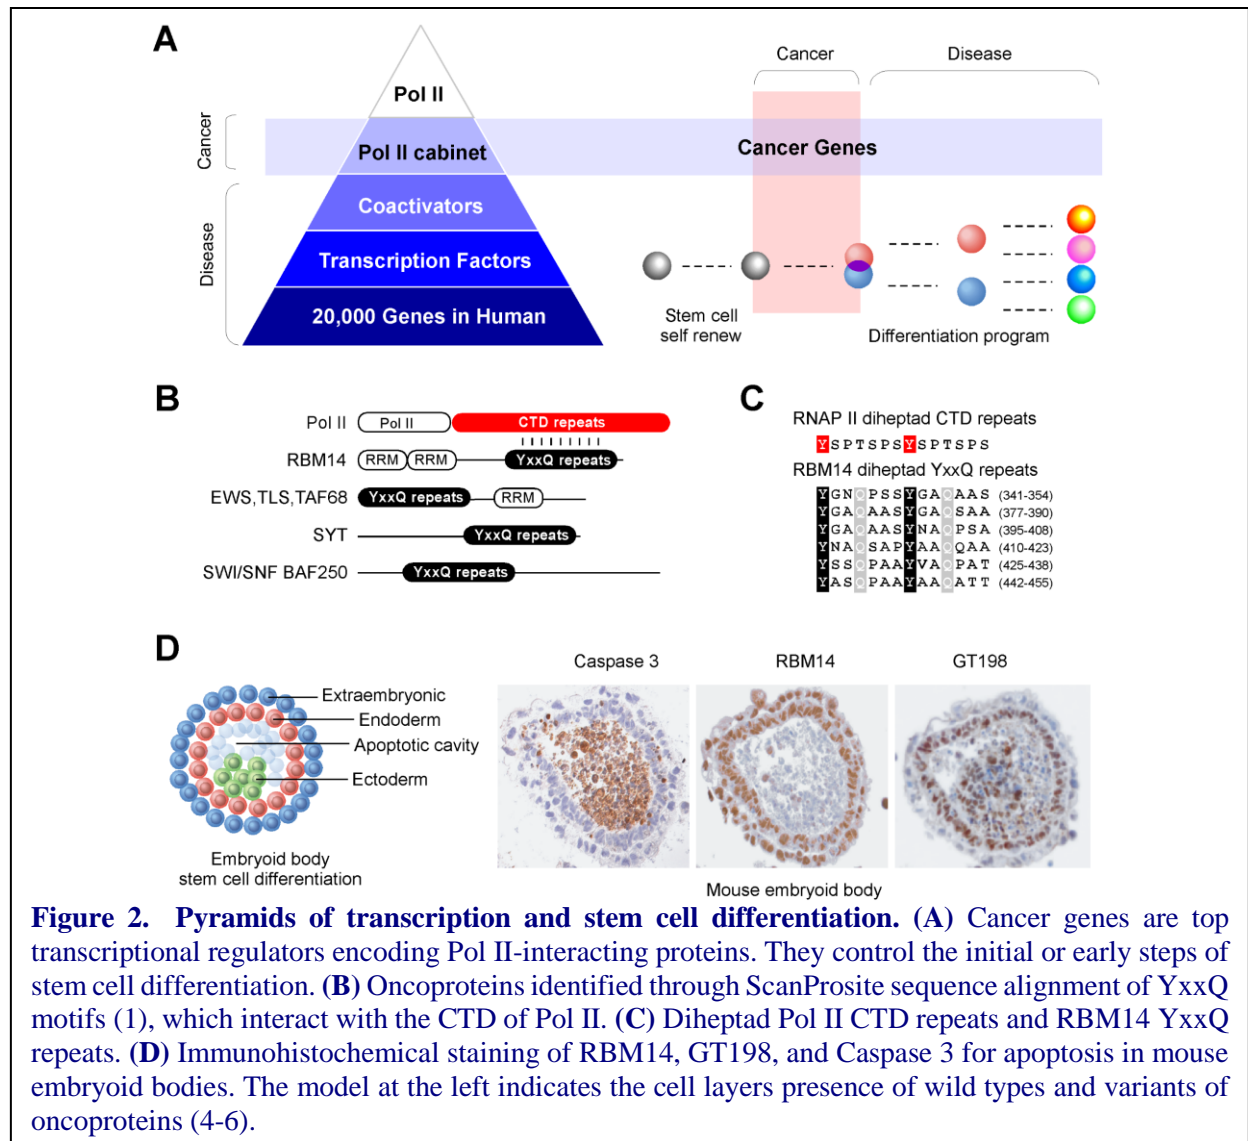 A
Pol II
Pol II cabinet
Coactivators
Transcription Factors
20,000 Genes in Human
Cancer
Disease
Cancer
Disease
Cancer Genes
Stem cell
self renew
Differentiation program
B
Pol II
Pol II
CTD repeats
RBM14
RRM
RRM
YxxQ repeats
EWS,TLS,TAF68
YxxQ repeats
RRM
SYT
YxxQ repeats
SWI/SNF BAF250
YxxQ repeats
C
RNAP II diheptad CTD repeats
YSPTSPSYSPTSPS
RBM14 diheptad YxxQ repeats
YGNQPSSYGAQAAS (341-354)
YGAQAASYGAQSAA (377-390)
YGAQAASYNAQPSA (395-408)
YNAQSAPYAAQQAA (410-423)
YSSQPAAYVAQPAT (425-438)
YASQPAAYAAQATT (442-455)
D
Extraembryonic
Endoderm
Apoptotic cavity
Ectoderm
Embryoid body
stem cell differentiation
Caspase 3
RBM14
GT198
Mouse embryoid body
Figure 2. Pyramids of transcription and stem cell differentiation. (A) Cancer genes are top
transcriptional regulators encoding Pol II-interacting proteins. They control the initial or early steps of
stem cell differentiation. (B) Oncoproteins identified through ScanProsite sequence alignment of YxxQ
motifs (1), which interact with the CTD of Pol II. (C) Diheptad Pol II CTD repeats and RBM14 YxxQ
repeats. (D) Immunohistochemical staining of RBM14, GT198, and Caspase 3 for apoptosis in mouse
embryoid bodies. The model at the left indicates the cell layers presence of wild types and variants of
oncoproteins (4-6).